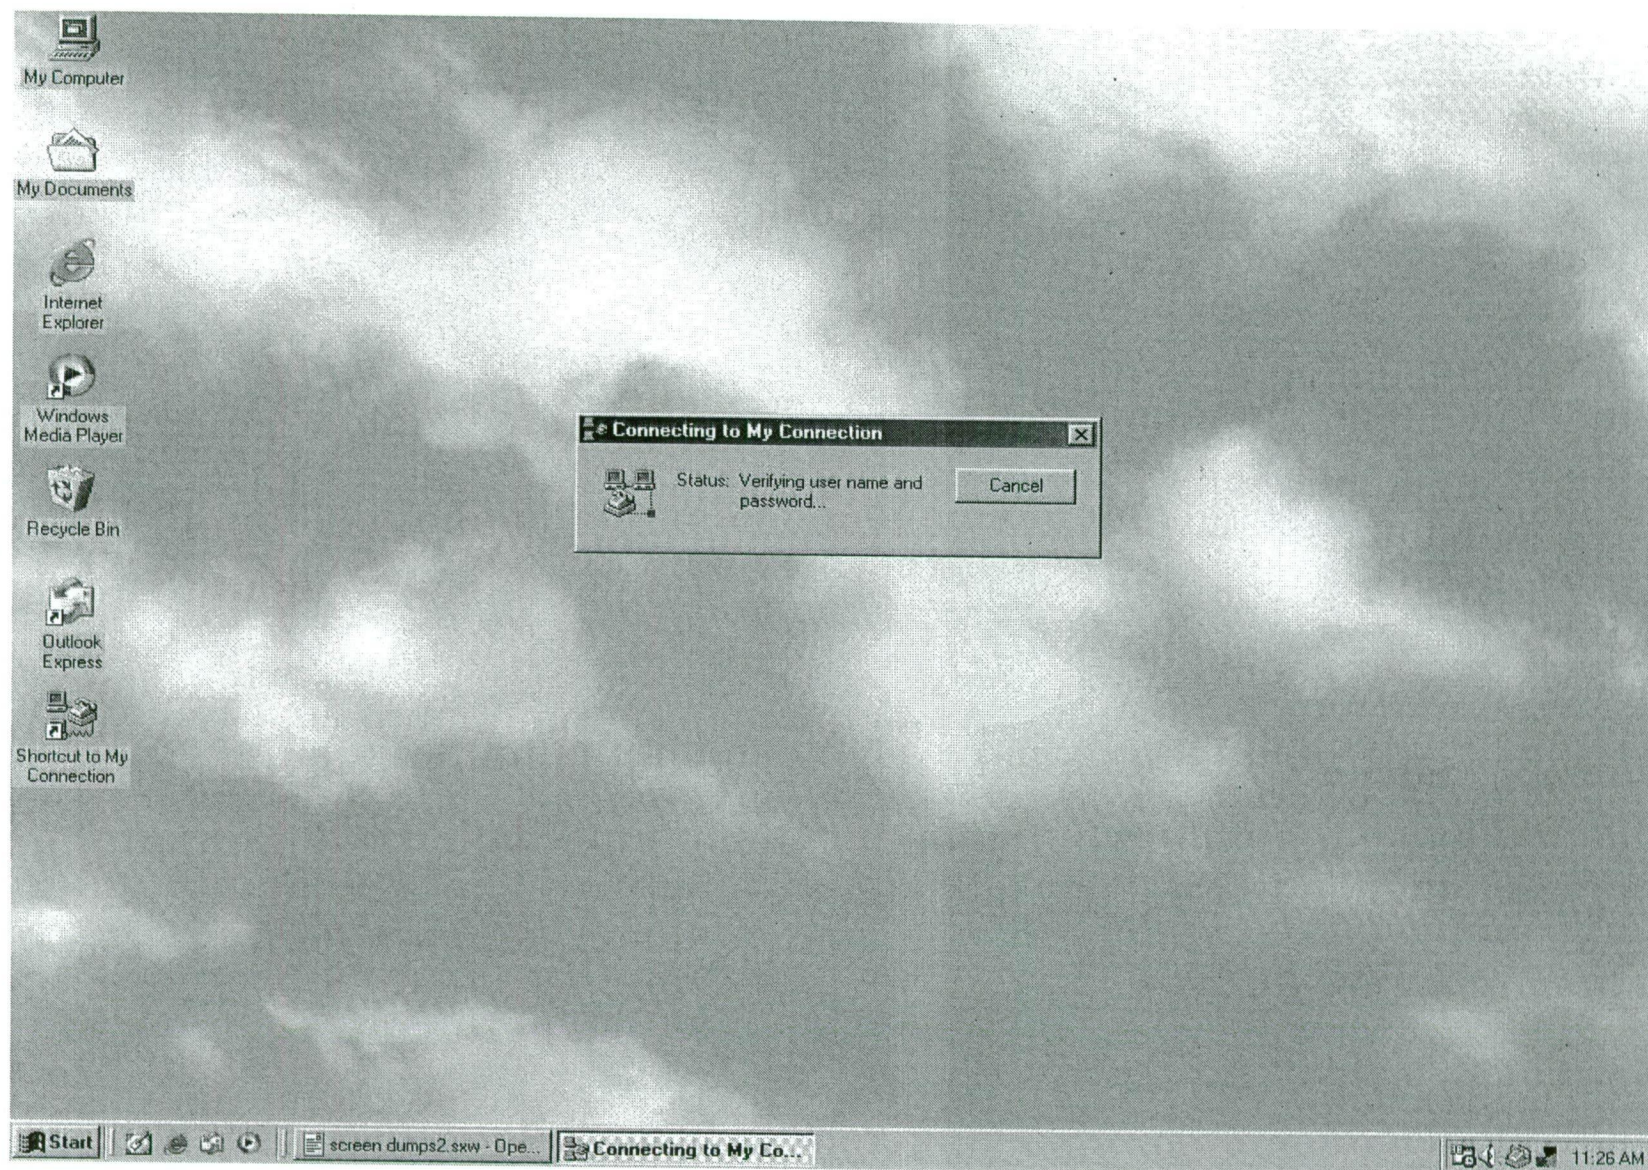 My Computer
My Documents
Internet
Explorer
Windows
Media Player
Recycle Bin
Outlook
Express
Shortcut to My
Connection
Connecting to My Connection
Status: Verifying user name and
password...
Cancel
Start
screen dumps2.sxw - Ope...
Connecting to My Co...
11:26 AM